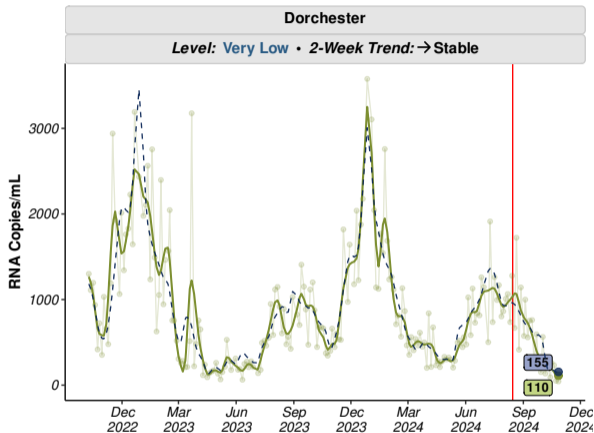 Dorchester
Level: Very Low • 2-Week Trend: → Stable
RNA Copies/mL
3000
2000
1000
0
155
110
Dec Mar Jun Sep Dec Mar Jun Sep Dec
2022 2023 2023 2023 2023 2024 2024 2024 2024